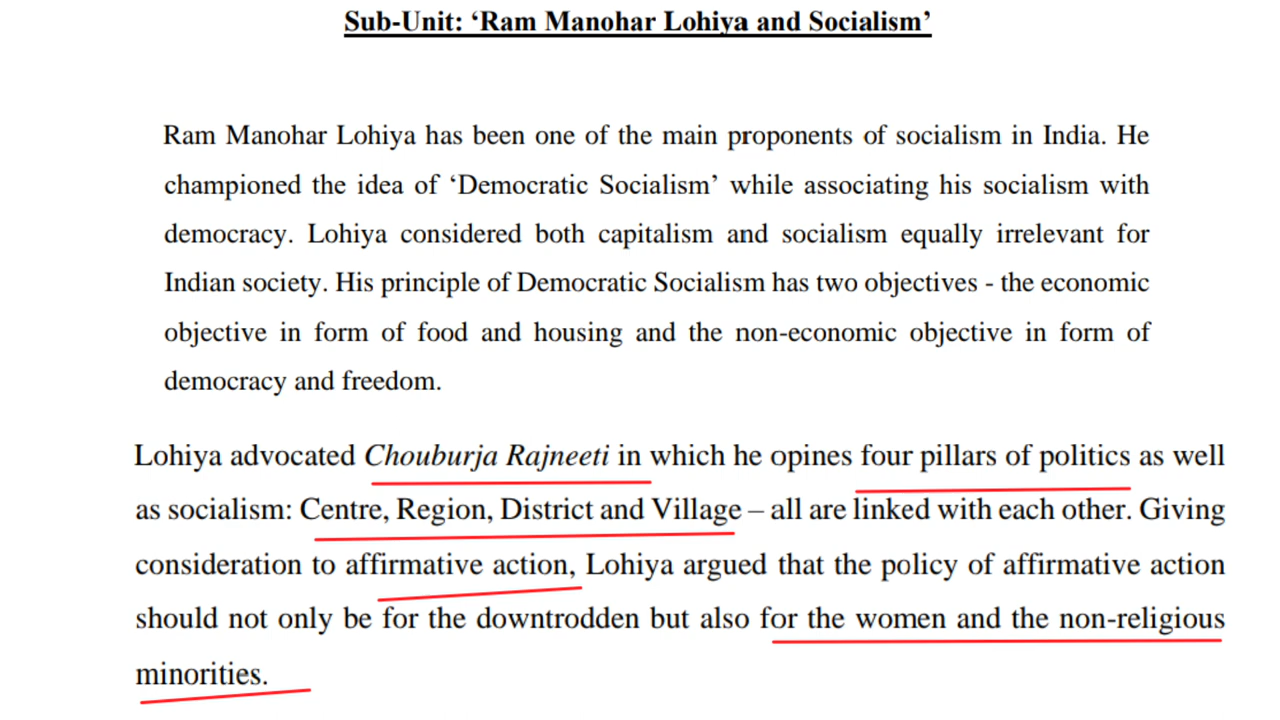 Sub-Unit: ‘Ram Manohar Lohiya and Socialism’
Ram Manohar Lohiya has been one of the main proponents of socialism in India. He
championed the idea of ‘Democratic Socialism’ while associating his socialism with
democracy. Lohiya considered both capitalism and socialism equally irrelevant for
Indian society. His principle of Democratic Socialism has two objectives - the economic
objective in form of food and housing and the non-economic objective in form of
democracy and freedom.
Lohiya advocated Chouburja Rajneeti in which he opines four pillars of politics as well
as socialism: Centre, Region, District and Village – all are linked with each other. Giving
consideration to affirmative action, Lohiya argued that the policy of affirmative action
should not only be for the downtrodden but also for the women and the non-religious
minorities.